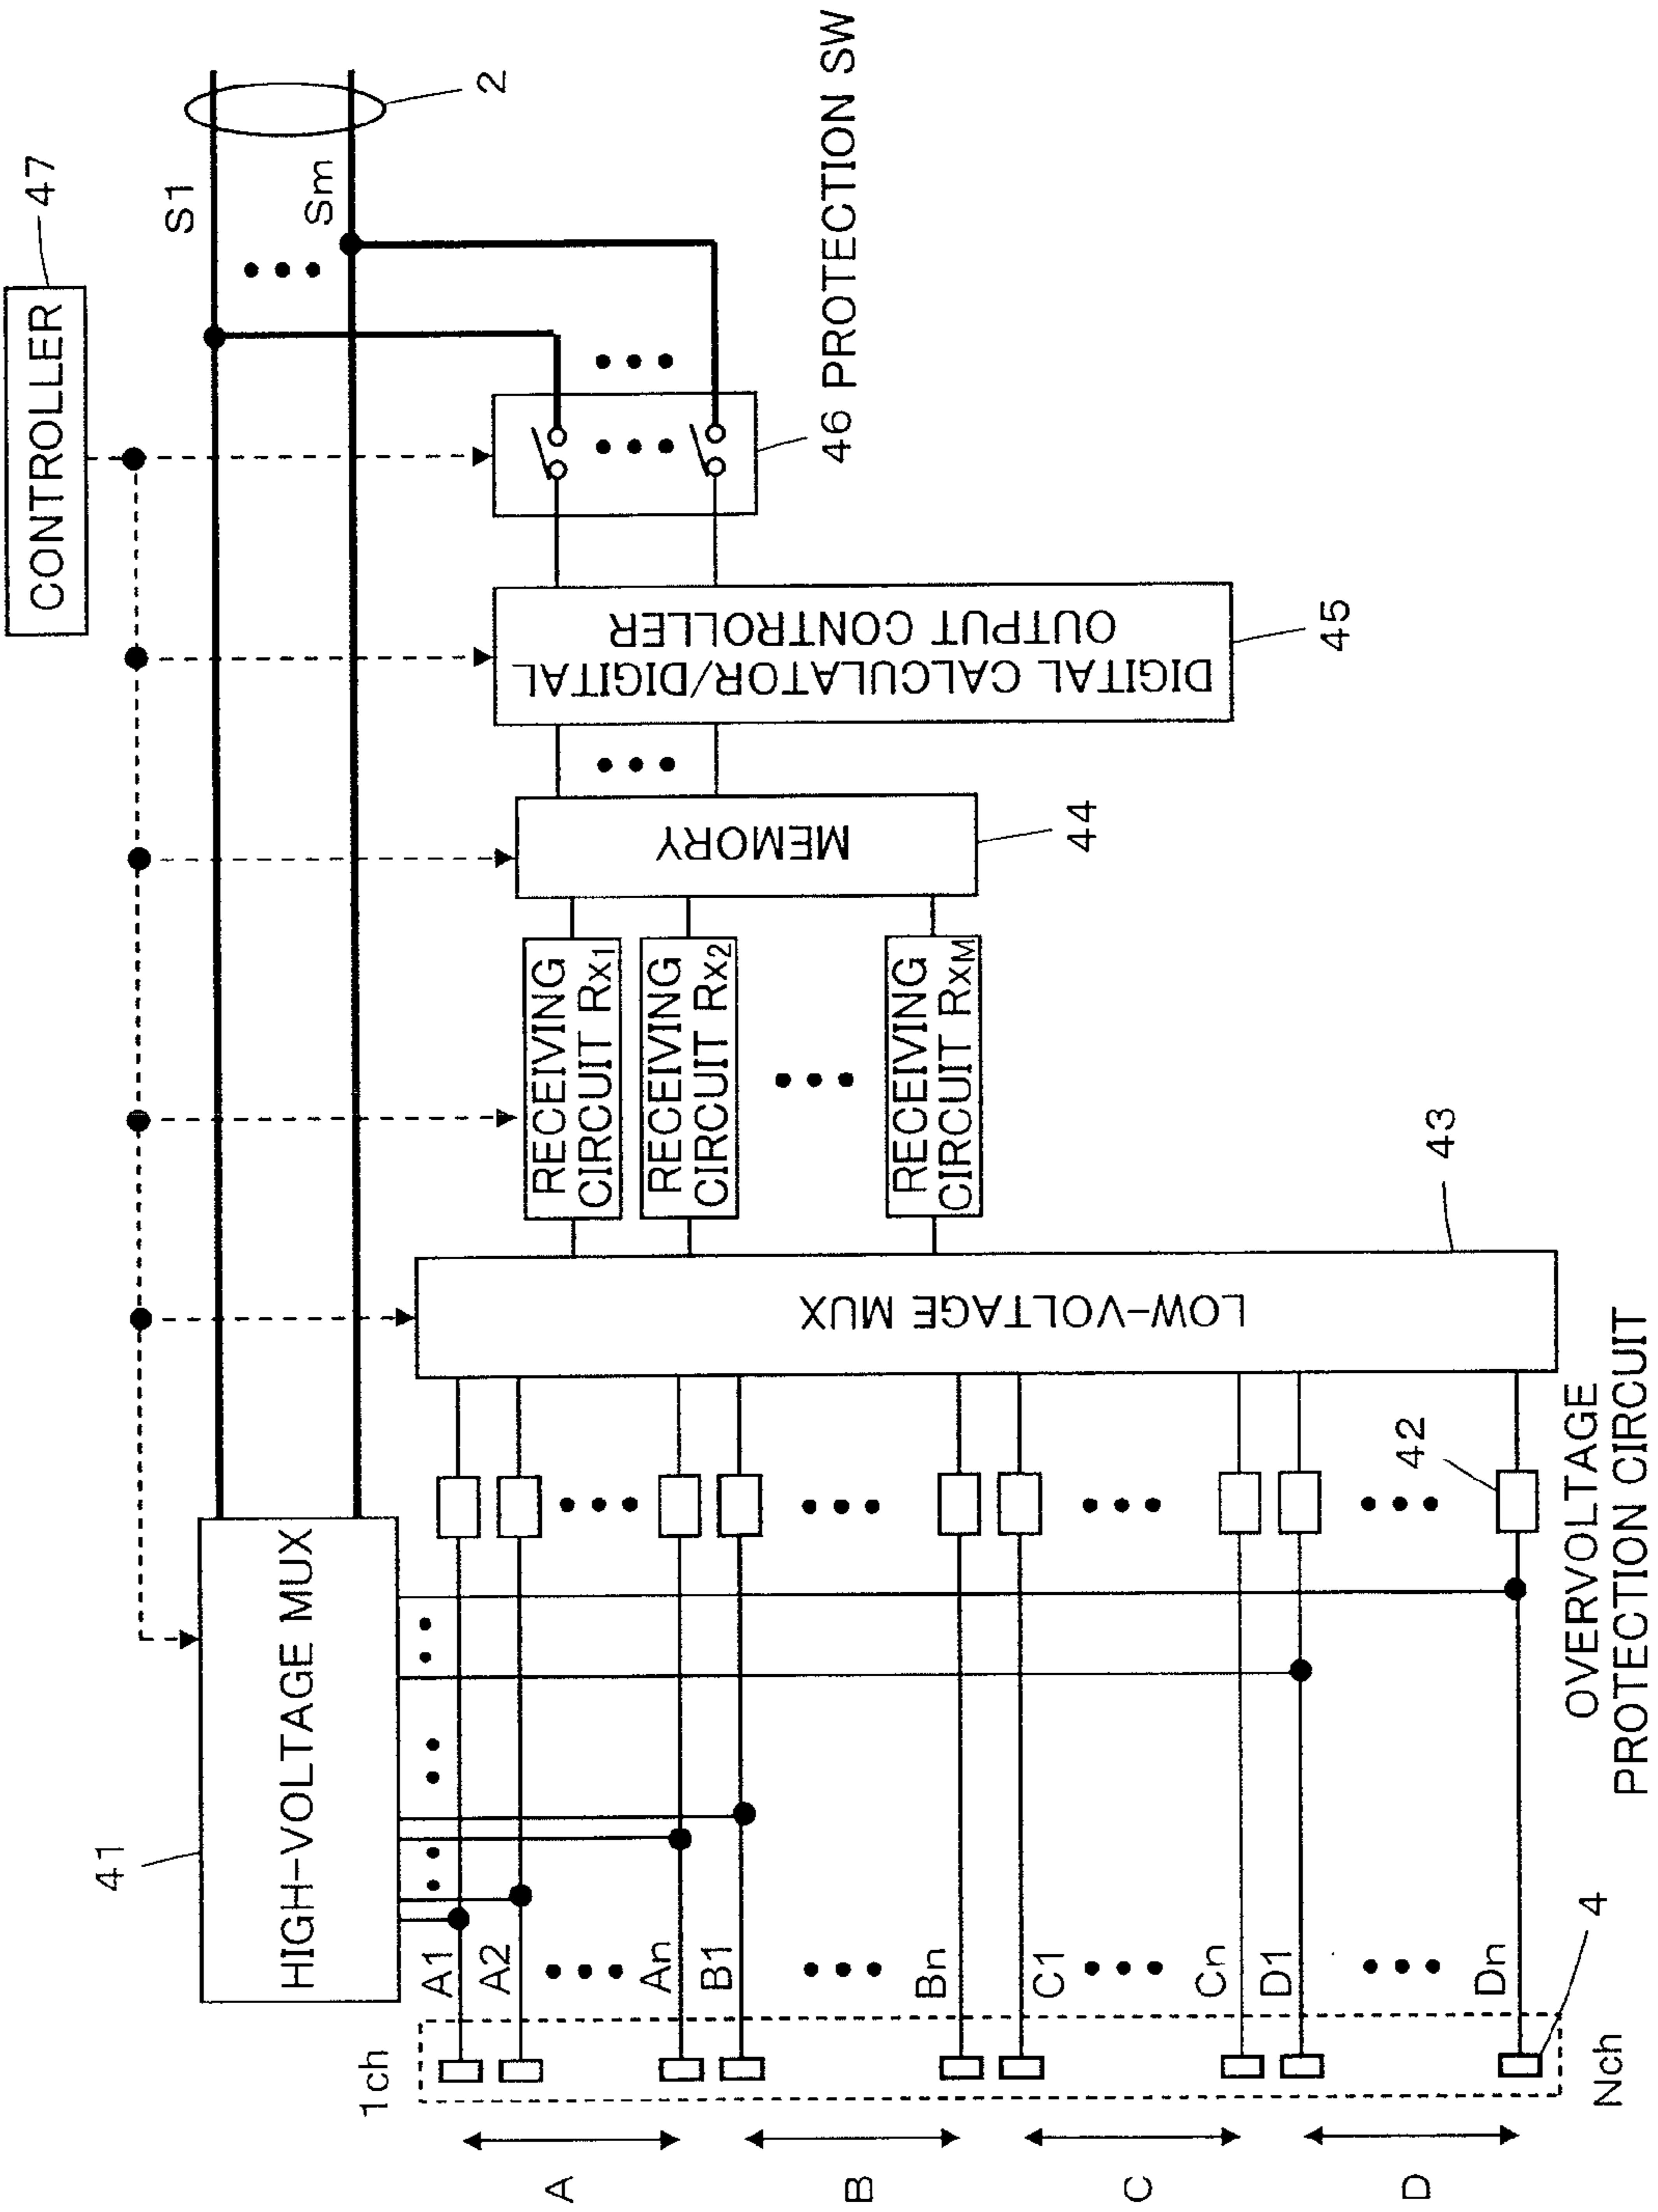 CONTROLLER
47
S1
Sm
2
41
HIGH-VOLTAGE MUX
46 PROTECTION SW
DIGITAL CALCULATOR/DIGITAL
OUTPUT CONTROLLER
45
MEMORY
44
RECEIVING
CIRCUIT RX1
RECEIVING
CIRCUIT RX2
RECEIVING
CIRCUIT RXM
LOW-VOLTAGE MUX
43
42
OVERVOLTAGE
PROTECTION CIRCUIT
1ch
A1
A2
An
B1
Bn
C1
Cn
D1
Dn
4
Nch
A
B
C
D